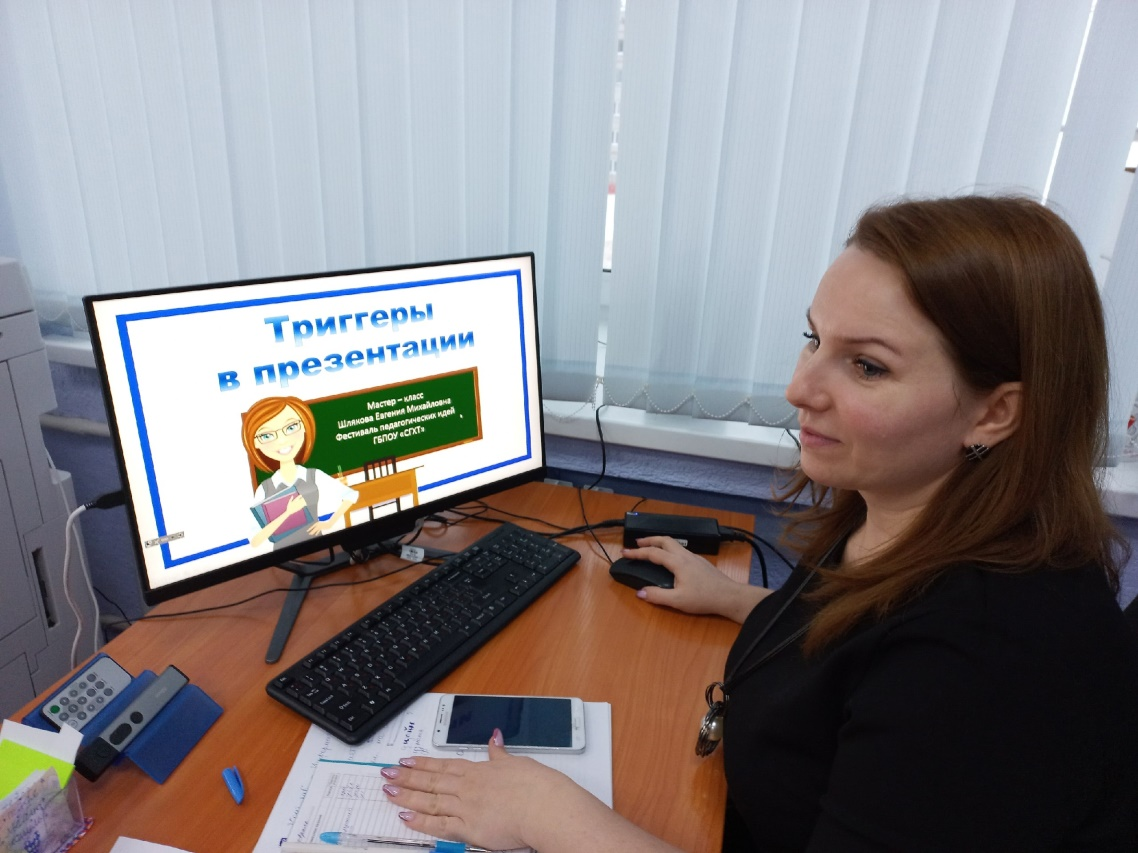 Триггеры
в презентации
Мастер – класс
Шлякова Евгения Михайловна
Фестиваль педагогических идей
ГБПОУ «СГХТ»